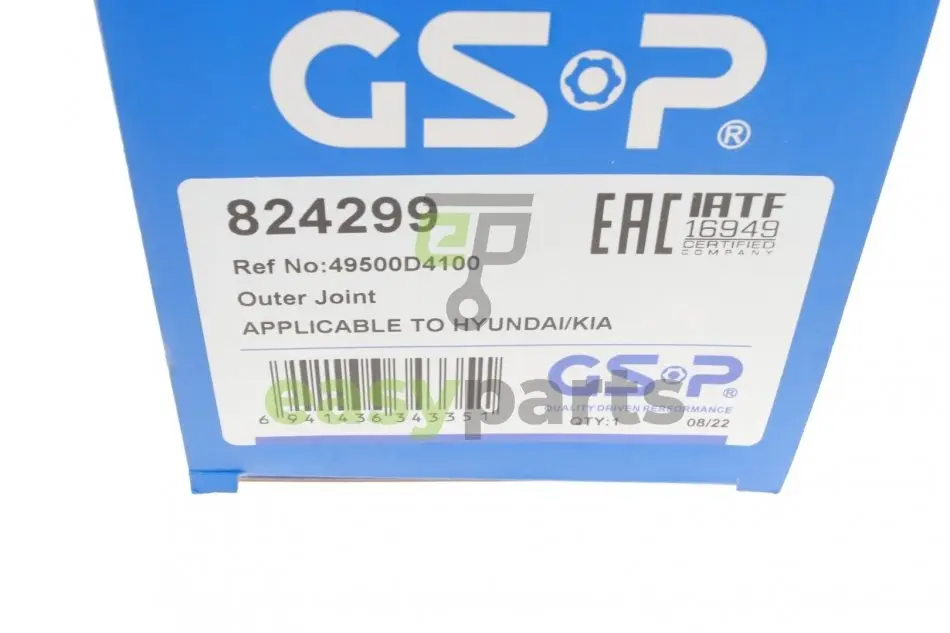 GSP®
824299
Ref No:49500D4100
Outer Joint
APPLICABLE TO HYUNDAI/KIA
EAC
IATF
16949
CERTIFIED
COMPANY
ep
GSP®
QUALITY DRIVEN PERFORMANCE
6 941436 343351
QTY:1
08/22
easyparts